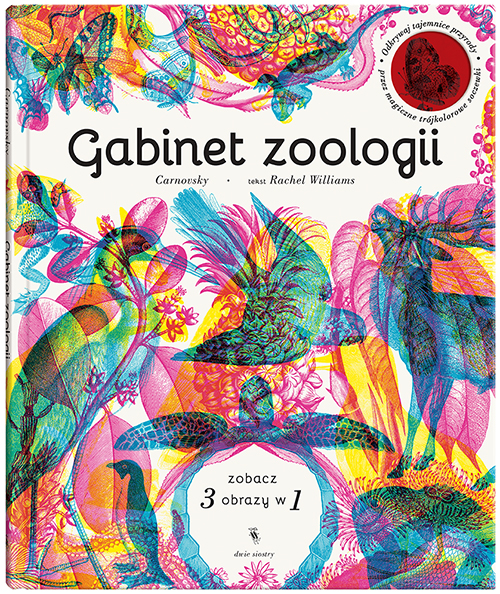 Odkrywaj tajemnice przyrody
przez magiczne trójkolorowe soczewki
Gabinet zoologii
Carnovsky • tekst Rachel Williams
Carnovsky
Gabinet zoologii
zobacz
3 obrazy w 1
dwie siostry